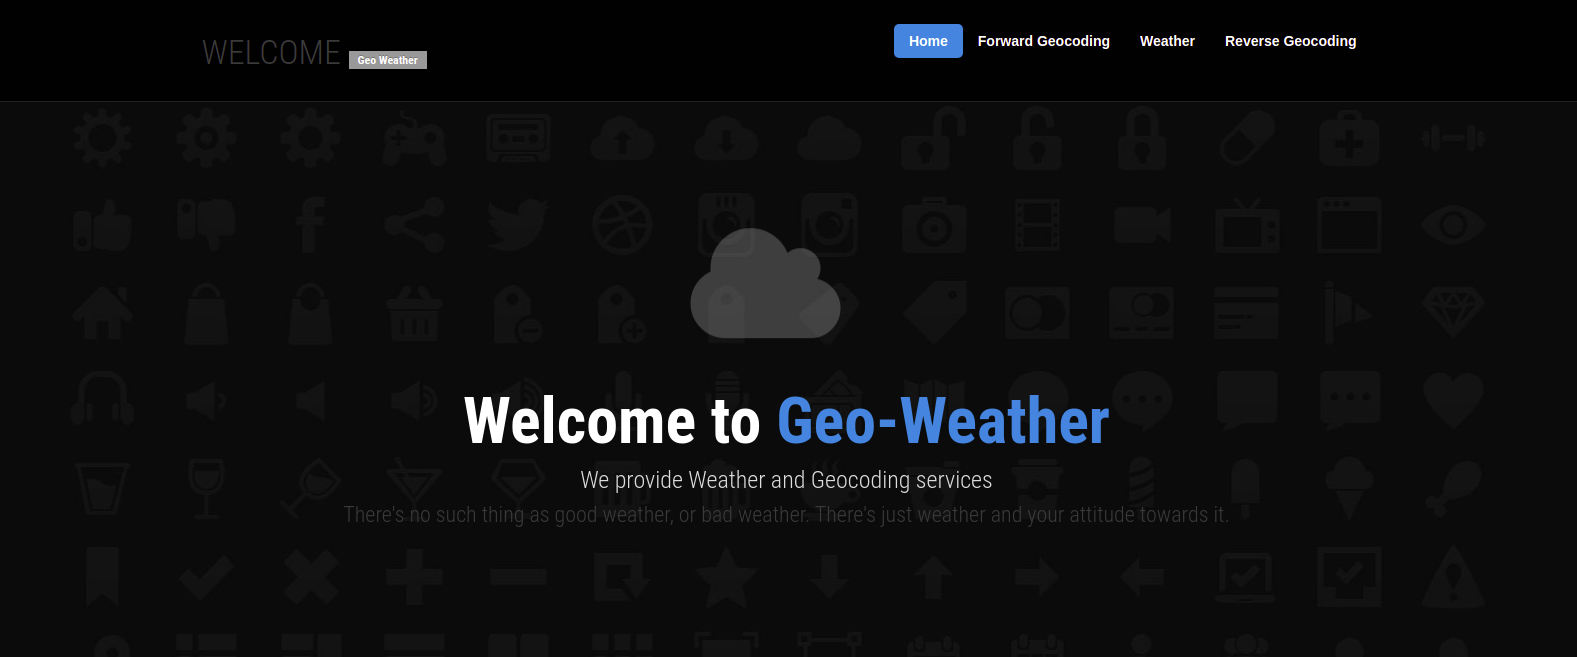 WELCOME Geo Weather
Home Forward Geocoding Weather Reverse Geocoding
Welcome to Geo-Weather
We provide Weather and Geocoding services
There's no such thing as good weather, or bad weather. There's just weather and your attitude towards it.